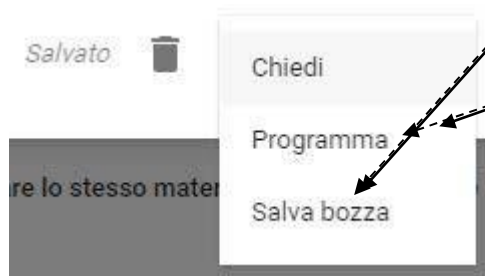 Salvato
Chiedi
Programma
Salva bozza
re lo stesso mater